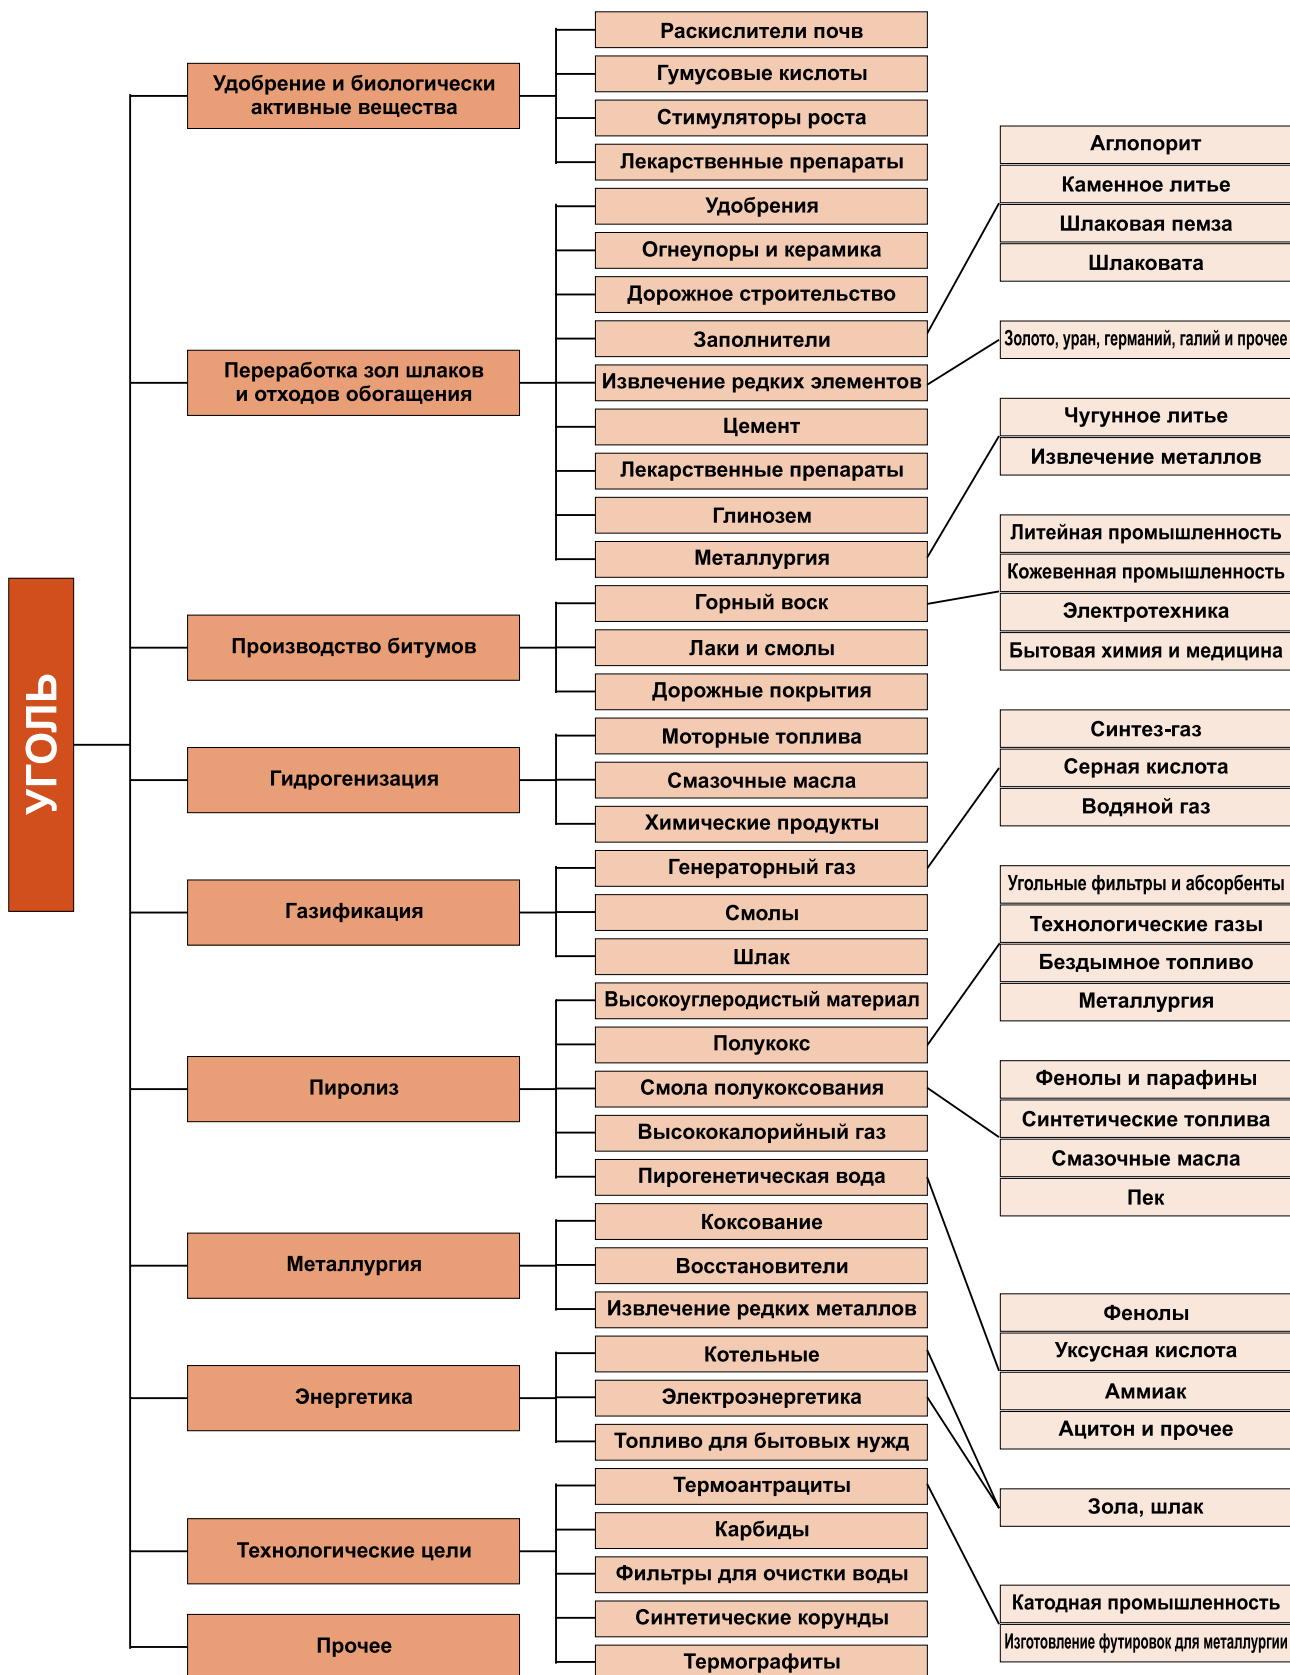 УГОЛЬ
Удобрение и биологически
активные вещества
Переработка зол шлаков
и отходов обогащения
Производство битумов
Гидрогенизация
Газификация
Пиролиз
Металлургия
Энергетика
Технологические цели
Прочее
Раскислители почв
Гумусовые кислоты
Стимуляторы роста
Лекарственные препараты
Удобрения
Огнеупоры и керамика
Дорожное строительство
Заполнители
Извлечение редких элементов
Цемент
Лекарственные препараты
Глинозем
Металлургия
Горный воск
Лаки и смолы
Дорожные покрытия
Моторные топлива
Смазочные масла
Химические продукты
Генераторный газ
Смолы
Шлак
Высокоуглеродистый материал
Полукокс
Смола полукоксования
Высококалорийный газ
Пирогенетическая вода
Коксование
Восстановители
Извлечение редких металлов
Котельные
Электроэнергетика
Топливо для бытовых нужд
Термоантрациты
Карбиды
Фильтры для очистки воды
Синтетические корунды
Термографиты
Аглопорит
Каменное литье
Шлаковая пемза
Шлаковата
Золото, уран, германий, галий и прочее
Чугунное литье
Извлечение металлов
Литейная промышленность
Кожевенная промышленность
Электротехника
Бытовая химия и медицина
Синтез-газ
Серная кислота
Водяной газ
Угольные фильтры и абсорбенты
Технологические газы
Бездымное топливо
Металлургия
Фенолы и парафины
Синтетические топлива
Смазочные масла
Пек
Фенолы
Уксусная кислота
Аммиак
Ацитон и прочее
Зола, шлак
Катодная промышленность
Изготовление футировок для металлургии